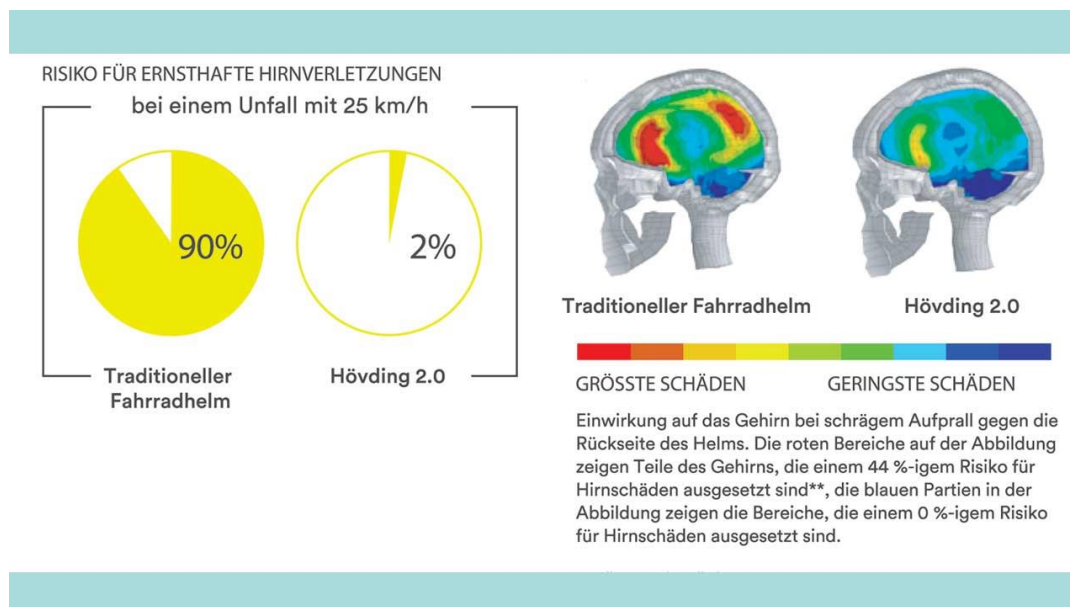 RISIKO FÜR ERNSTHAFTE HIRNVERLETZUNGEN
bei einem Unfall mit 25 km/h
90%
2%
Traditioneller
Fahrradhelm
Hövding 2.0
Traditioneller Fahrradhelm
Hövding 2.0
GRÖSSTE SCHÄDEN
GERINGSTE SCHÄDEN
Einwirkung auf das Gehirn bei schrägem Aufprall gegen die
Rückseite des Helms. Die roten Bereiche auf der Abbildung
zeigen Teile des Gehirns, die einem 44 %-igem Risiko für
Hirnschäden ausgesetzt sind**, die blauen Partien in der
Abbildung zeigen die Bereiche, die einem 0 %-igem Risiko
für Hirnschäden ausgesetzt sind.